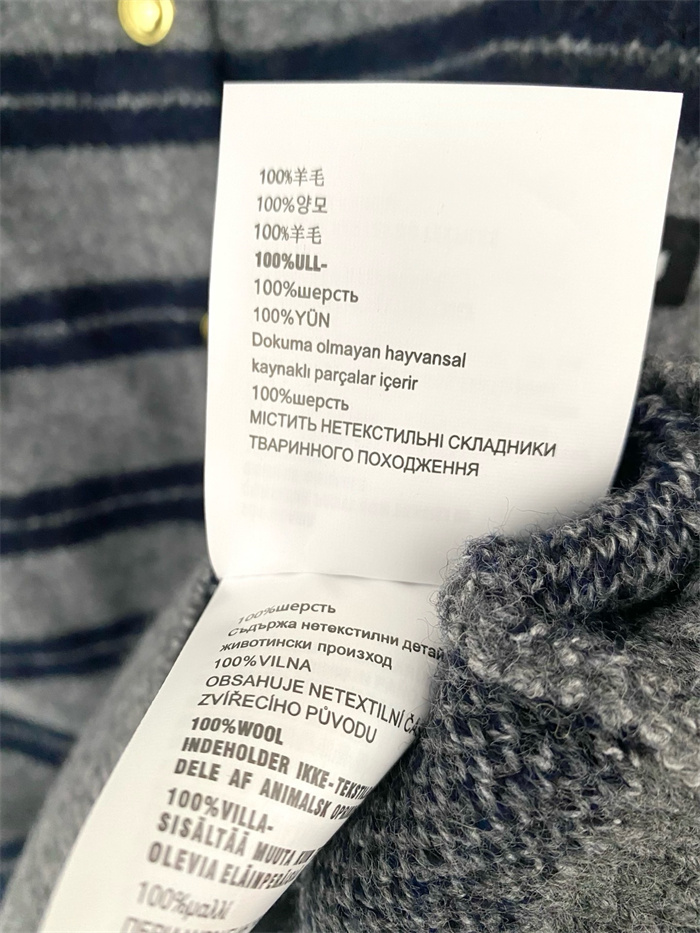 100%羊毛
100%양모
100%羊毛
100%ULL-
100%шерсть
100%YÜN
Dokuma olmayan hayvansal
kaynaklı parçalar içerir
100%шерсть
МІСТИТЬ НЕТЕКСТИЛЬНІ СКЛАДНИКИ
ТВАРИННОГО ПОХОДЖЕННЯ
100%шерсть
Съдържа нетекстилни детай
животински произход
100%VILNA
OBSAHUJE NETEXTILNÍ
ZVÍŘECÍHO PŮVODU
100%WOOL
INDEHOLDER IKKE-TEKSTIL
DELE AF ANIMALSK
100%VILLA-
SISÄLTÄÄ MUUTA KUIN
OLEVIA ELÄINPERÄ
100%μαλλί